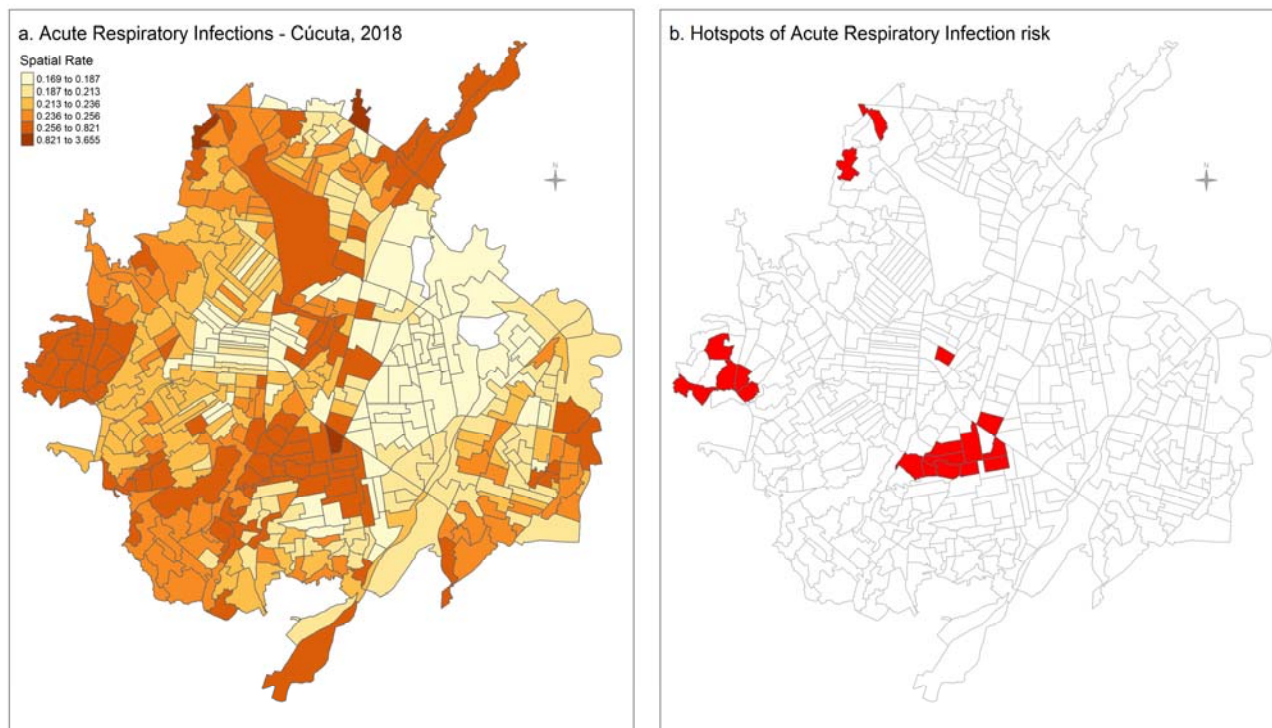 a. Acute Respiratory Infections - Cúcuta, 2018
Spatial Rate
0.169 to 0.187
0.187 to 0.213
0.213 to 0.236
0.236 to 0.256
0.256 to 0.821
0.821 to 3.655
N
b. Hotspots of Acute Respiratory Infection risk
N